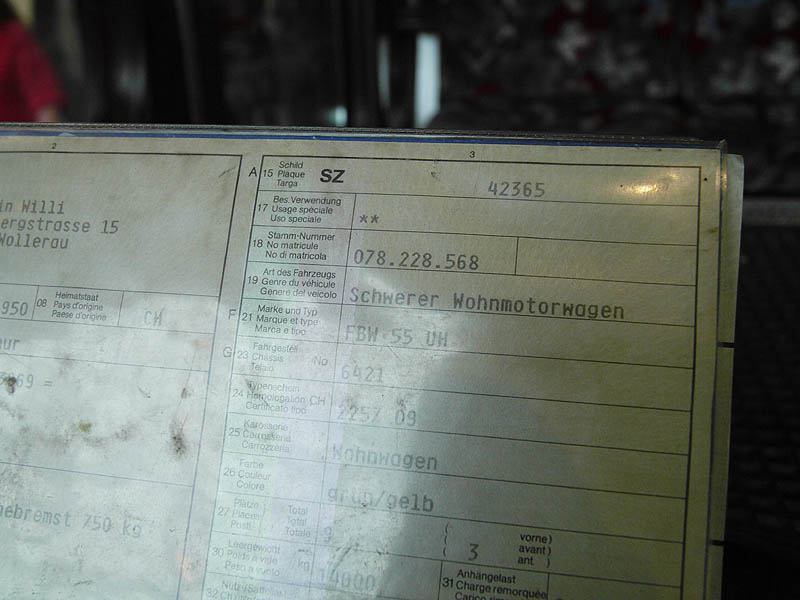 2
in Willi
ergstrasse 15
Wollerau
950 08 Heimatstaat
Pays d'origine
Paese d'origine
CH
ur
069 =
ebremst 750 kg
3
A 15 Schild
Plaque
Targa
SZ 42365
17 Bes. Verwendung
Usage spéciale
Uso speciale
**
18 Stamm-Nummer
No matricule
No di matricola
078.228.568
19 Art des Fahrzeugs
Genre du véhicule
Genere del veicolo
Schwerer Wohnmotorwagen
F 21 Marke und Typ
Marque et type
Marca e tipo
FBW 55 UH
G 23 Fahrgestell
Châssis No
Telaio
6421
24 Typenschein
Homologation CH
Certificato tipo
2257 09
25 Karosserie
Carrosserie
Carrozzeria
Wohnwagen
26 Farbe
Couleur
Colore
grün/gelb
27 Plätze Total
Places Total
Posti Totale
9
( vorne)
( 3 avant)
( ant.)
30 Leergewicht
Poids à vide kg
Peso a vuoto
14000
31 Anhängelast
Charge remorquée
32